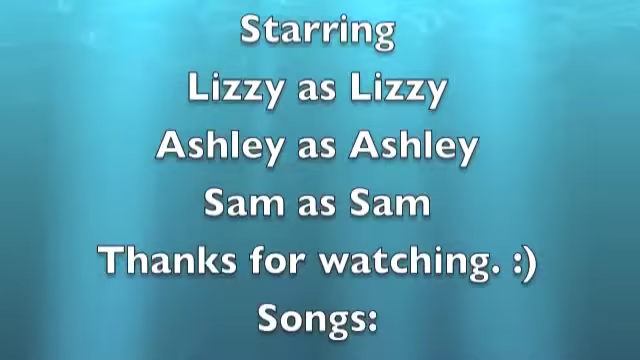 Starring
Lizzy as Lizzy
Ashley as Ashley
Sam as Sam
Thanks for watching. :)
Songs: